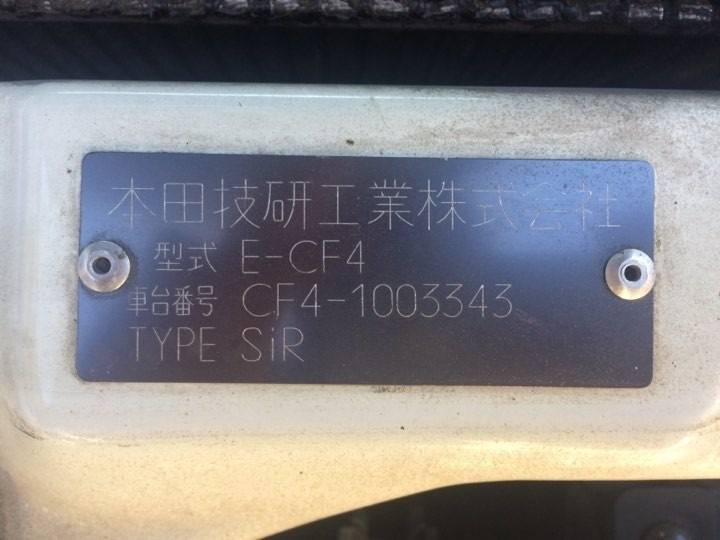 本田技研工業株式会社
型式 E-CF4
車台番号 CF4-1003343
TYPE SiR